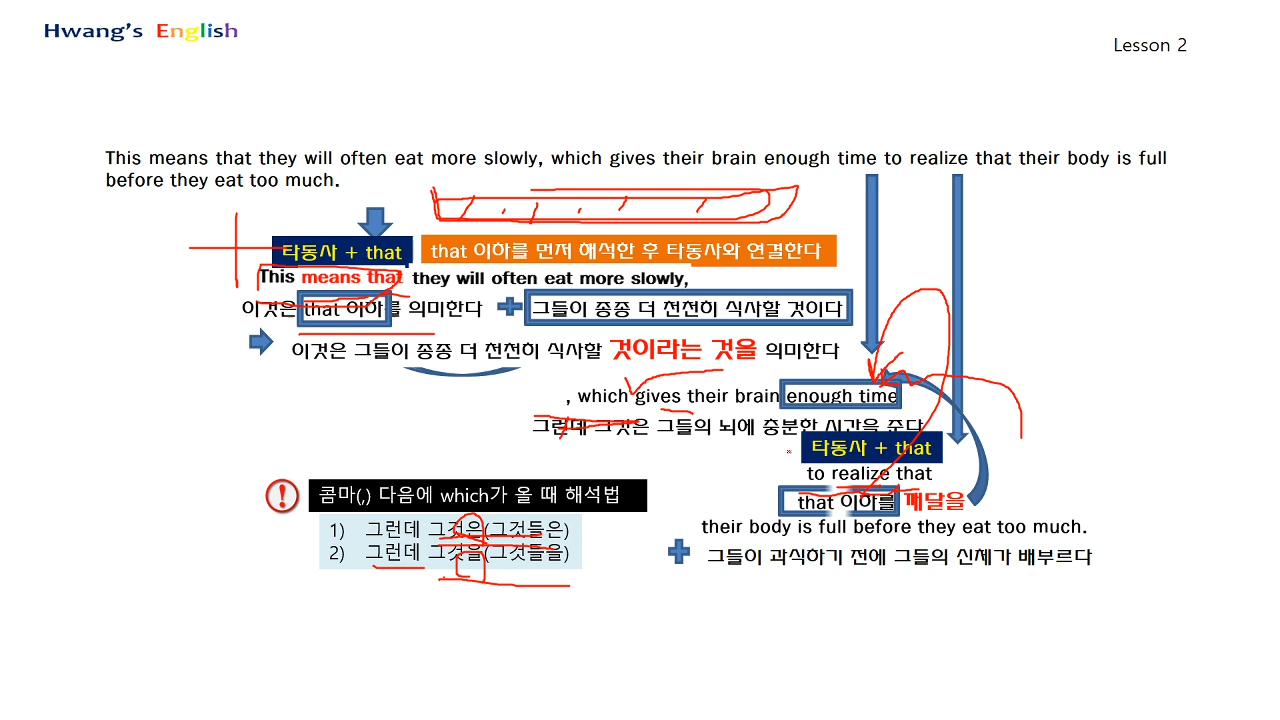 Hwang's English
Lesson 2
This means that they will often eat more slowly, which gives their brain enough time to realize that their body is full
before they eat too much.
타동사 + that that 이하를 먼저 해석한 후 타동사와 연결한다
This means that they will often eat more slowly,
이것은 that 이하를 의미한다 + 그들이 종종 더 천천히 식사할 것이다
이것은 그들이 종종 더 천천히 식사할 것이라는 것을 의미한다
, which gives their brain enough time
그런데 그것은 그들의 뇌에 충분한 시간을 준다
타동사 + that
to realize that
! 콤마(,) 다음에 which가 올 때 해석법
that 이하를 깨달을
1) 그런데 그것은(그것들은)
their body is full before they eat too much.
2) 그런데 그것을(그것들을)
+ 그들이 과식하기 전에 그들의 신체가 배부르다